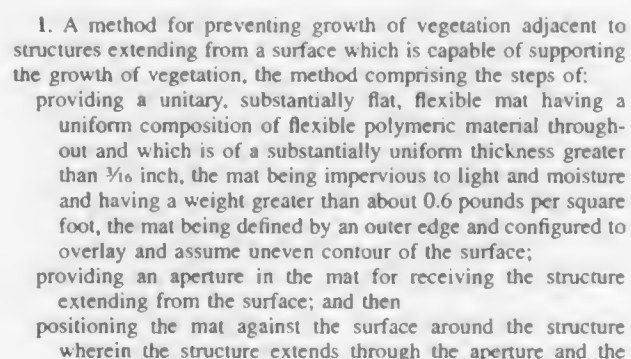 1. A method for preventing growth of vegetation adjacent to
structures extending from a surface which is capable of supporting
the growth of vegetation, the method comprising the steps of:
providing a unitary, substantially flat, flexible mat having a
uniform composition of flexible polymeric material through-
out and which is of a substantially uniform thickness greater
than 3⁄16 inch, the mat being impervious to light and moisture
and having a weight greater than about 0.6 pounds per square
foot, the mat being defined by an outer edge and configured to
overlay and assume uneven contour of the surface;
providing an aperture in the mat for receiving the structure
extending from the surface; and then
positioning the mat against the surface around the structure
wherein the structure extends through the aperture and the